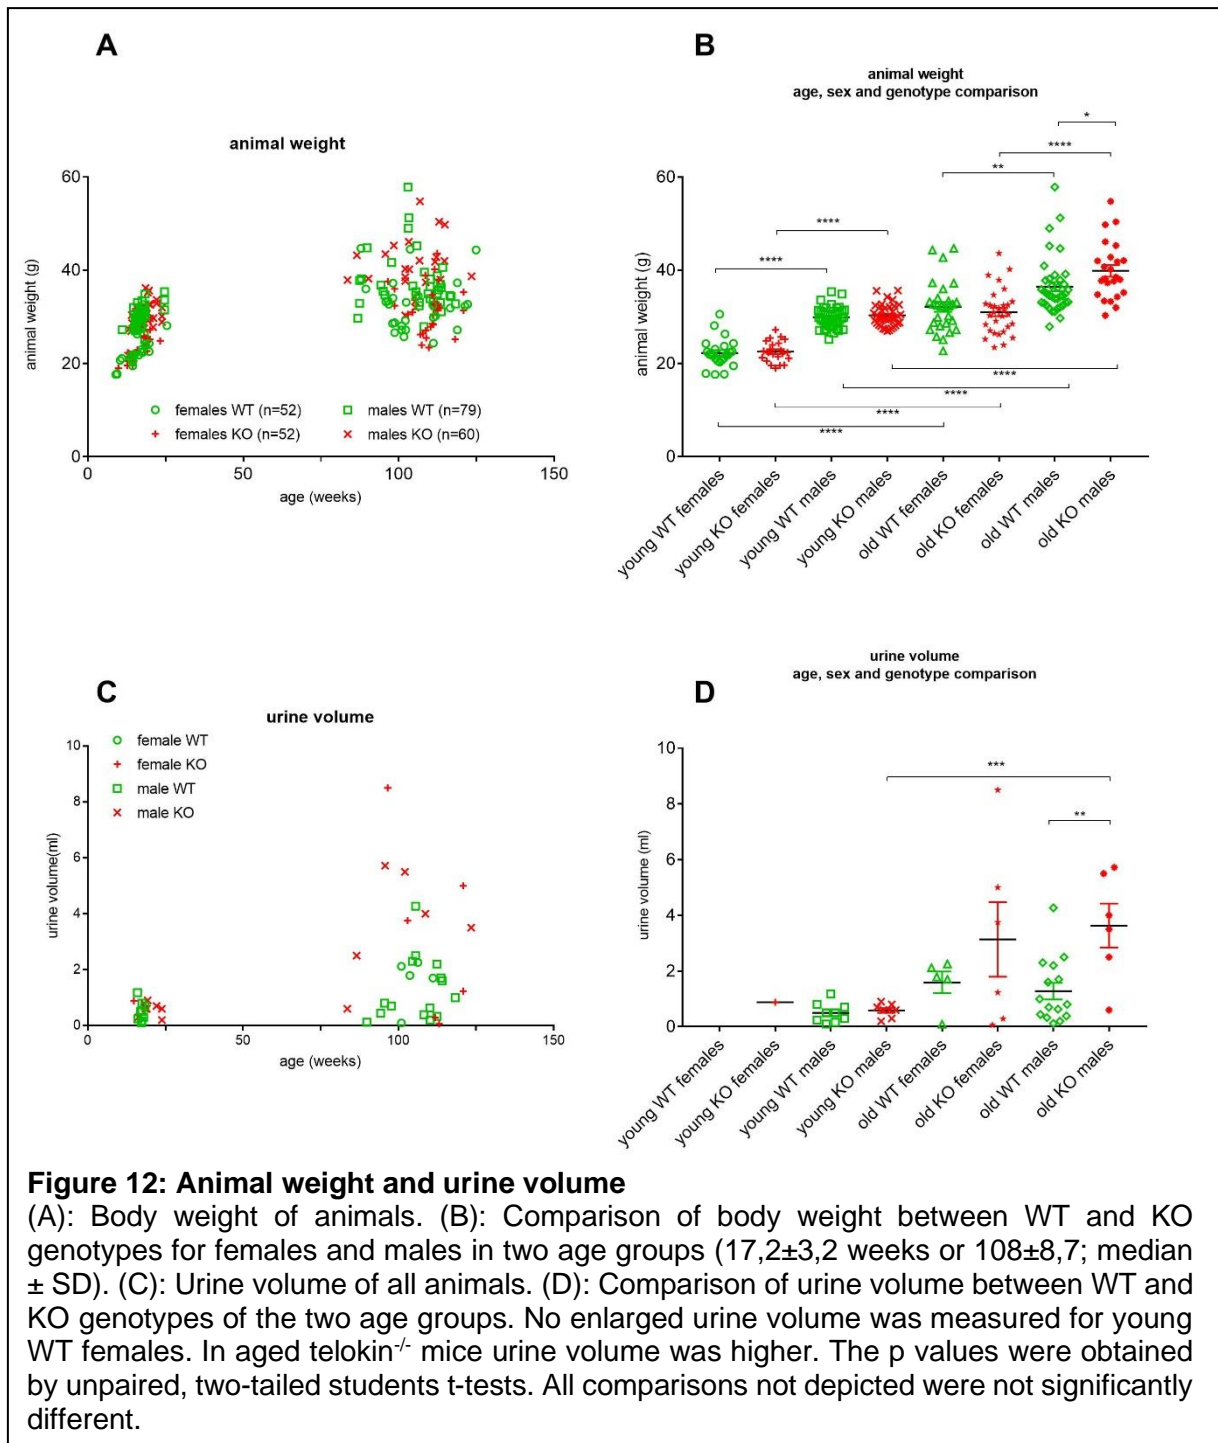 A
animal weight
60
40
20
0
animal weight (g)
females WT (n=52)
males WT (n=79)
females KO (n=52)
males KO (n=60)
0
50
100
150
age (weeks)
B
animal weight
age, sex and genotype comparison
*
****
**
****
****
60
40
20
0
animal weight (g)
****
****
****
****
young WT females
young KO females
young WT males
young KO males
old WT females
old KO females
old WT males
old KO males
C
urine volume
female WT
female KO
male WT
male KO
10
8
6
4
2
0
urine volume(ml)
0
50
100
150
age (weeks)
D
urine volume
age, sex and genotype comparison
10
8
6
4
2
0
urine volume (ml)
***
**
young WT females
young KO females
young WT males
young KO males
old WT females
old KO females
old WT males
old KO males
Figure 12: Animal weight and urine volume
(A): Body weight of animals. (B): Comparison of body weight between WT and KO
genotypes for females and males in two age groups (17,2±3,2 weeks or 108±8,7; median
± SD). (C): Urine volume of all animals. (D): Comparison of urine volume between WT and
KO genotypes of the two age groups. No enlarged urine volume was measured for young
WT females. In aged telokin-/- mice urine volume was higher. The p values were obtained
by unpaired, two-tailed students t-tests. All comparisons not depicted were not significantly
different.